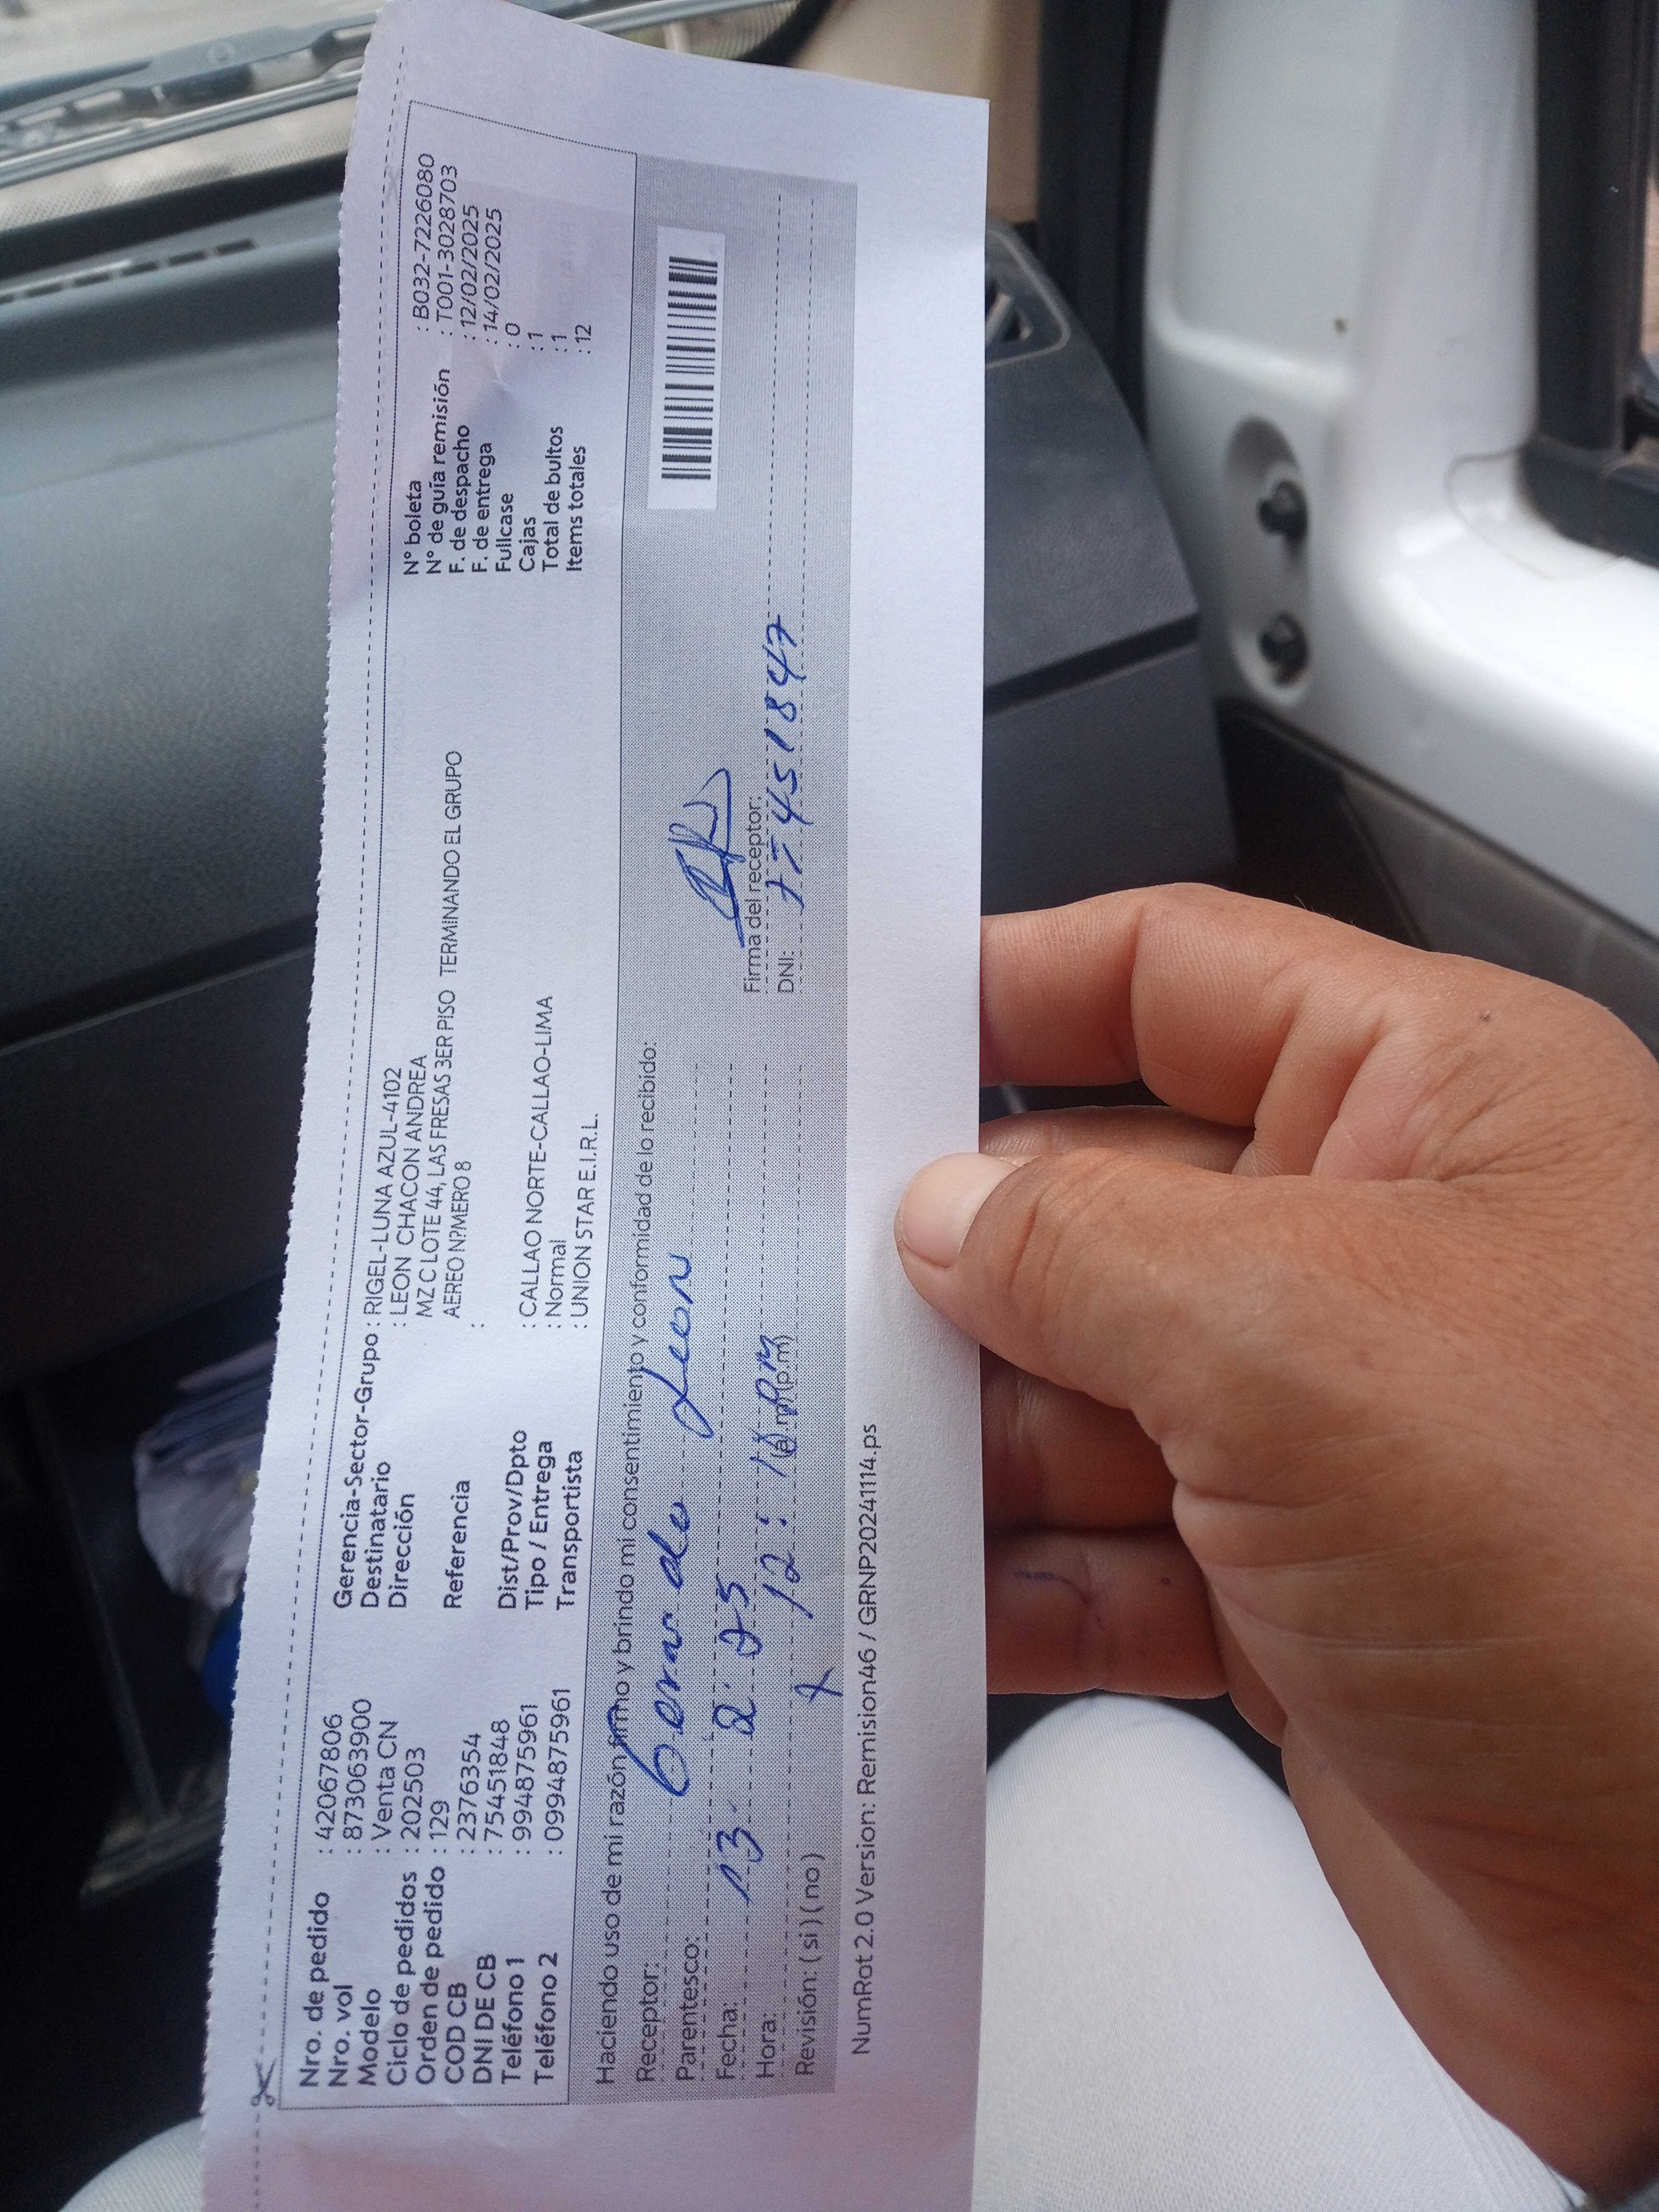 Nro. de pedido : 42067806
Nro. vol : 873063900
Modelo : Venta CN
Ciclo de pedidos : 202503
Orden de pedido : 129
COD CB : 2376354
DNI DE CB : 75451848
Teléfono 1 : 994875961
Teléfono 2 : 0994875961
Gerencia-Sector-Grupo : RIGEL-LUNA AZUL-4102
Destinatario : LEON CHACON ANDREA
Dirección MZ C LOTE 44, LAS FRESAS 3ER PISO TERMINANDO EL GRUPO
AEREO N?MERO 8
Referencia :
Dist/Prov/Dpto : CALLAO NORTE-CALLAO-LIMA
Tipo / Entrega : Normal
Transportista : UNION STAR E.I.R.L.
N° boleta : B032-7226080
N° de guía remisión : T001-3028703
F. de despacho : 12/02/2025
F. de entrega : 14/02/2025
Fullcase : 0
Cajas : 1
Total de bultos : 1
Items totales : 12
Haciendo uso de mi razón firmo y brindo mi consentimiento y conformidad de lo recibido:
Receptor: Leon
Parentesco:
Fecha: 13. 2. 25
Hora: 12: PM (a.m) (p.m)
Revisión: ( si ) ( no )
Firma del receptor:
DNI: 77451847
NumRot 2.0 Version: Remision46 / GRNP20241114.ps